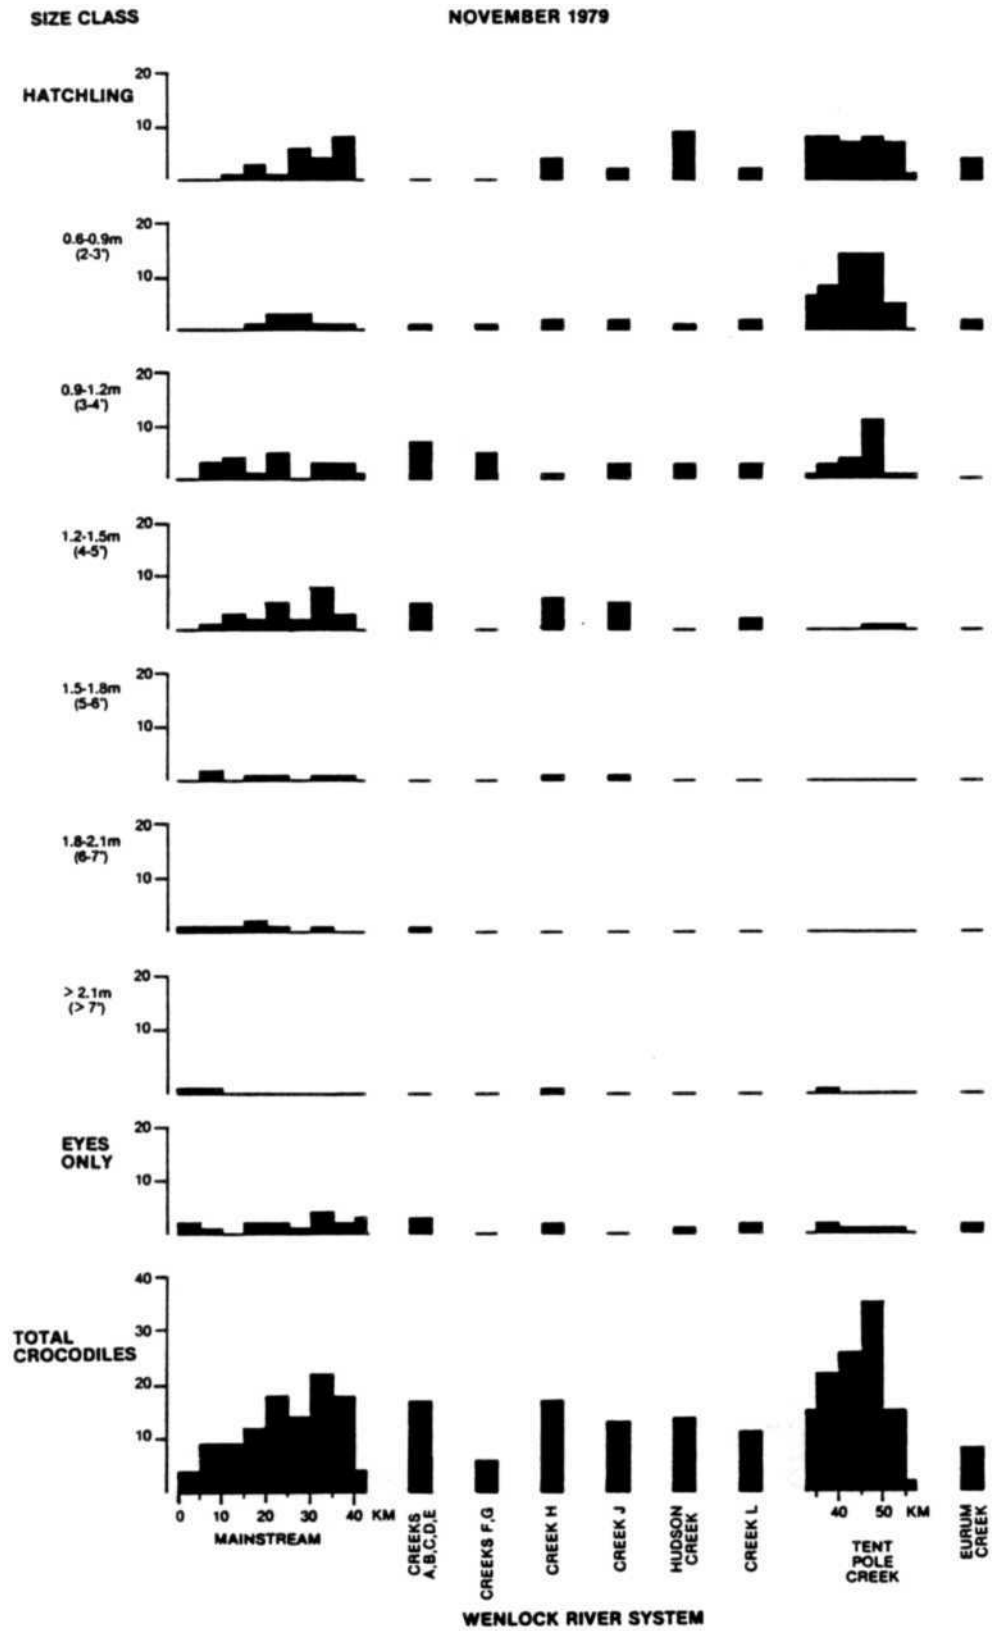 SIZE CLASS
NOVEMBER 1979
HATCHLING
20
10
0.6-0.9m
(2-3')
20
10
0.9-1.2m
(3-4')
20
10
1.2-1.5m
(4-5')
20
10
1.5-1.8m
(5-6')
20
10
1.8-2.1m
(6-7')
20
10
> 2.1m
(> 7')
20
10
EYES
ONLY
20
10
TOTAL
CROCODILES
40
30
20
10
0 10 20 30 40 KM
MAINSTREAM
CREEKS
A,B,C,D,E
CREEKS F,G
CREEK H
CREEK J
HUDSON
CREEK
CREEK L
40 50 KM
TENT
POLE
CREEK
EURUM
CREEK
WENLOCK RIVER SYSTEM